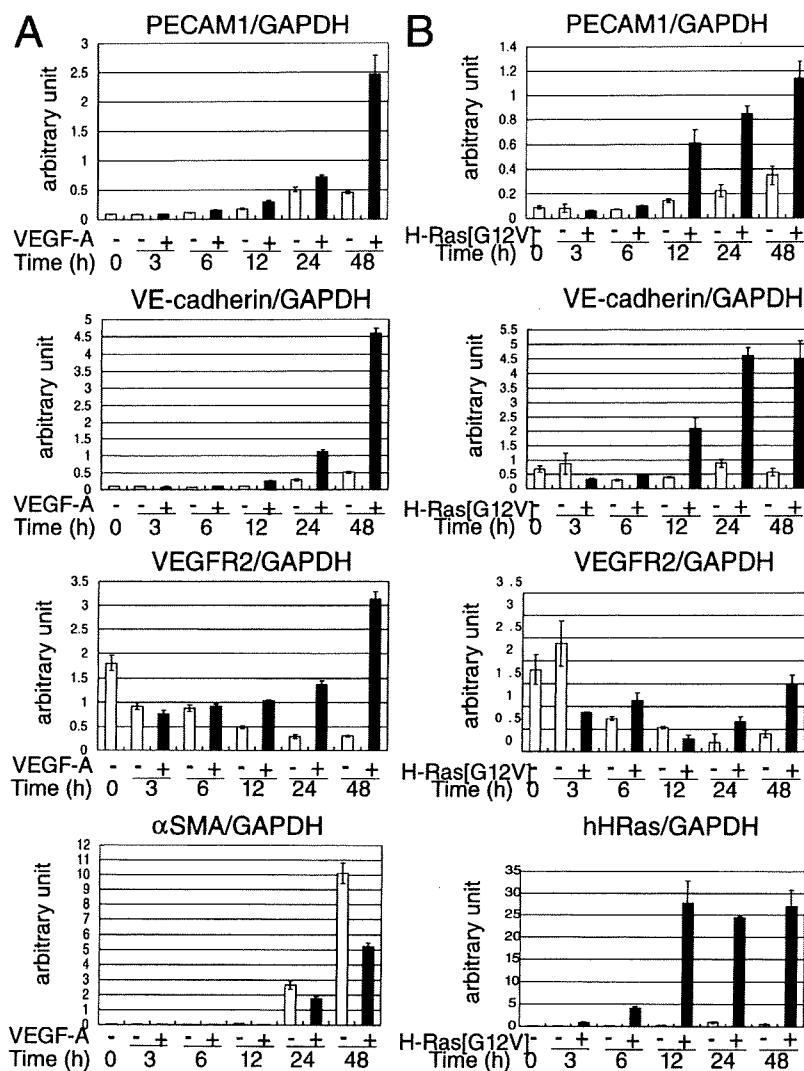 A
PECAM1/GAPDH
arbitrary unit
3
2.5
2
1.5
1
0.5
0
VEGF-A - - + - + - + - + - +
Time (h) 0 3 6 12 24 48
VE-cadherin/GAPDH
arbitrary unit
5
4.5
4
3.5
3
2.5
2
1.5
1
0.5
0
VEGF-A - - + - + - + - + - +
Time (h) 0 3 6 12 24 48
VEGFR2/GAPDH
arbitrary unit
3.5
3
2.5
2
1.5
1
0.5
0
VEGF-A - - + - + - + - + - +
Time (h) 0 3 6 12 24 48
αSMA/GAPDH
arbitrary unit
12
11
10
9
8
7
6
5
4
3
2
1
0
VEGF-A - - + - + - + - + - +
Time (h) 0 3 6 12 24 48
B
PECAM1/GAPDH
arbitrary unit
1.4
1.2
1
0.8
0.6
0.4
0.2
0
H-Ras[G12V] - - + - + - + - + - +
Time (h) 0 3 6 12 24 48
VE-cadherin/GAPDH
arbitrary unit
5.5
5
4.5
4
3.5
3
2.5
2
1.5
1
0.5
0
H-Ras[G12V] - - + - + - + - + - +
Time (h) 0 3 6 12 24 48
VEGFR2/GAPDH
arbitrary unit
3.5
3
2.5
2
1.5
1
0.5
0
H-Ras[G12V] - - + - + - + - + - +
Time (h) 0 3 6 12 24 48
hHRas/GAPDH
arbitrary unit
35
30
25
20
15
10
5
0
H-Ras[G12V] - - + - + - + - + - +
Time (h) 0 3 6 12 24 48